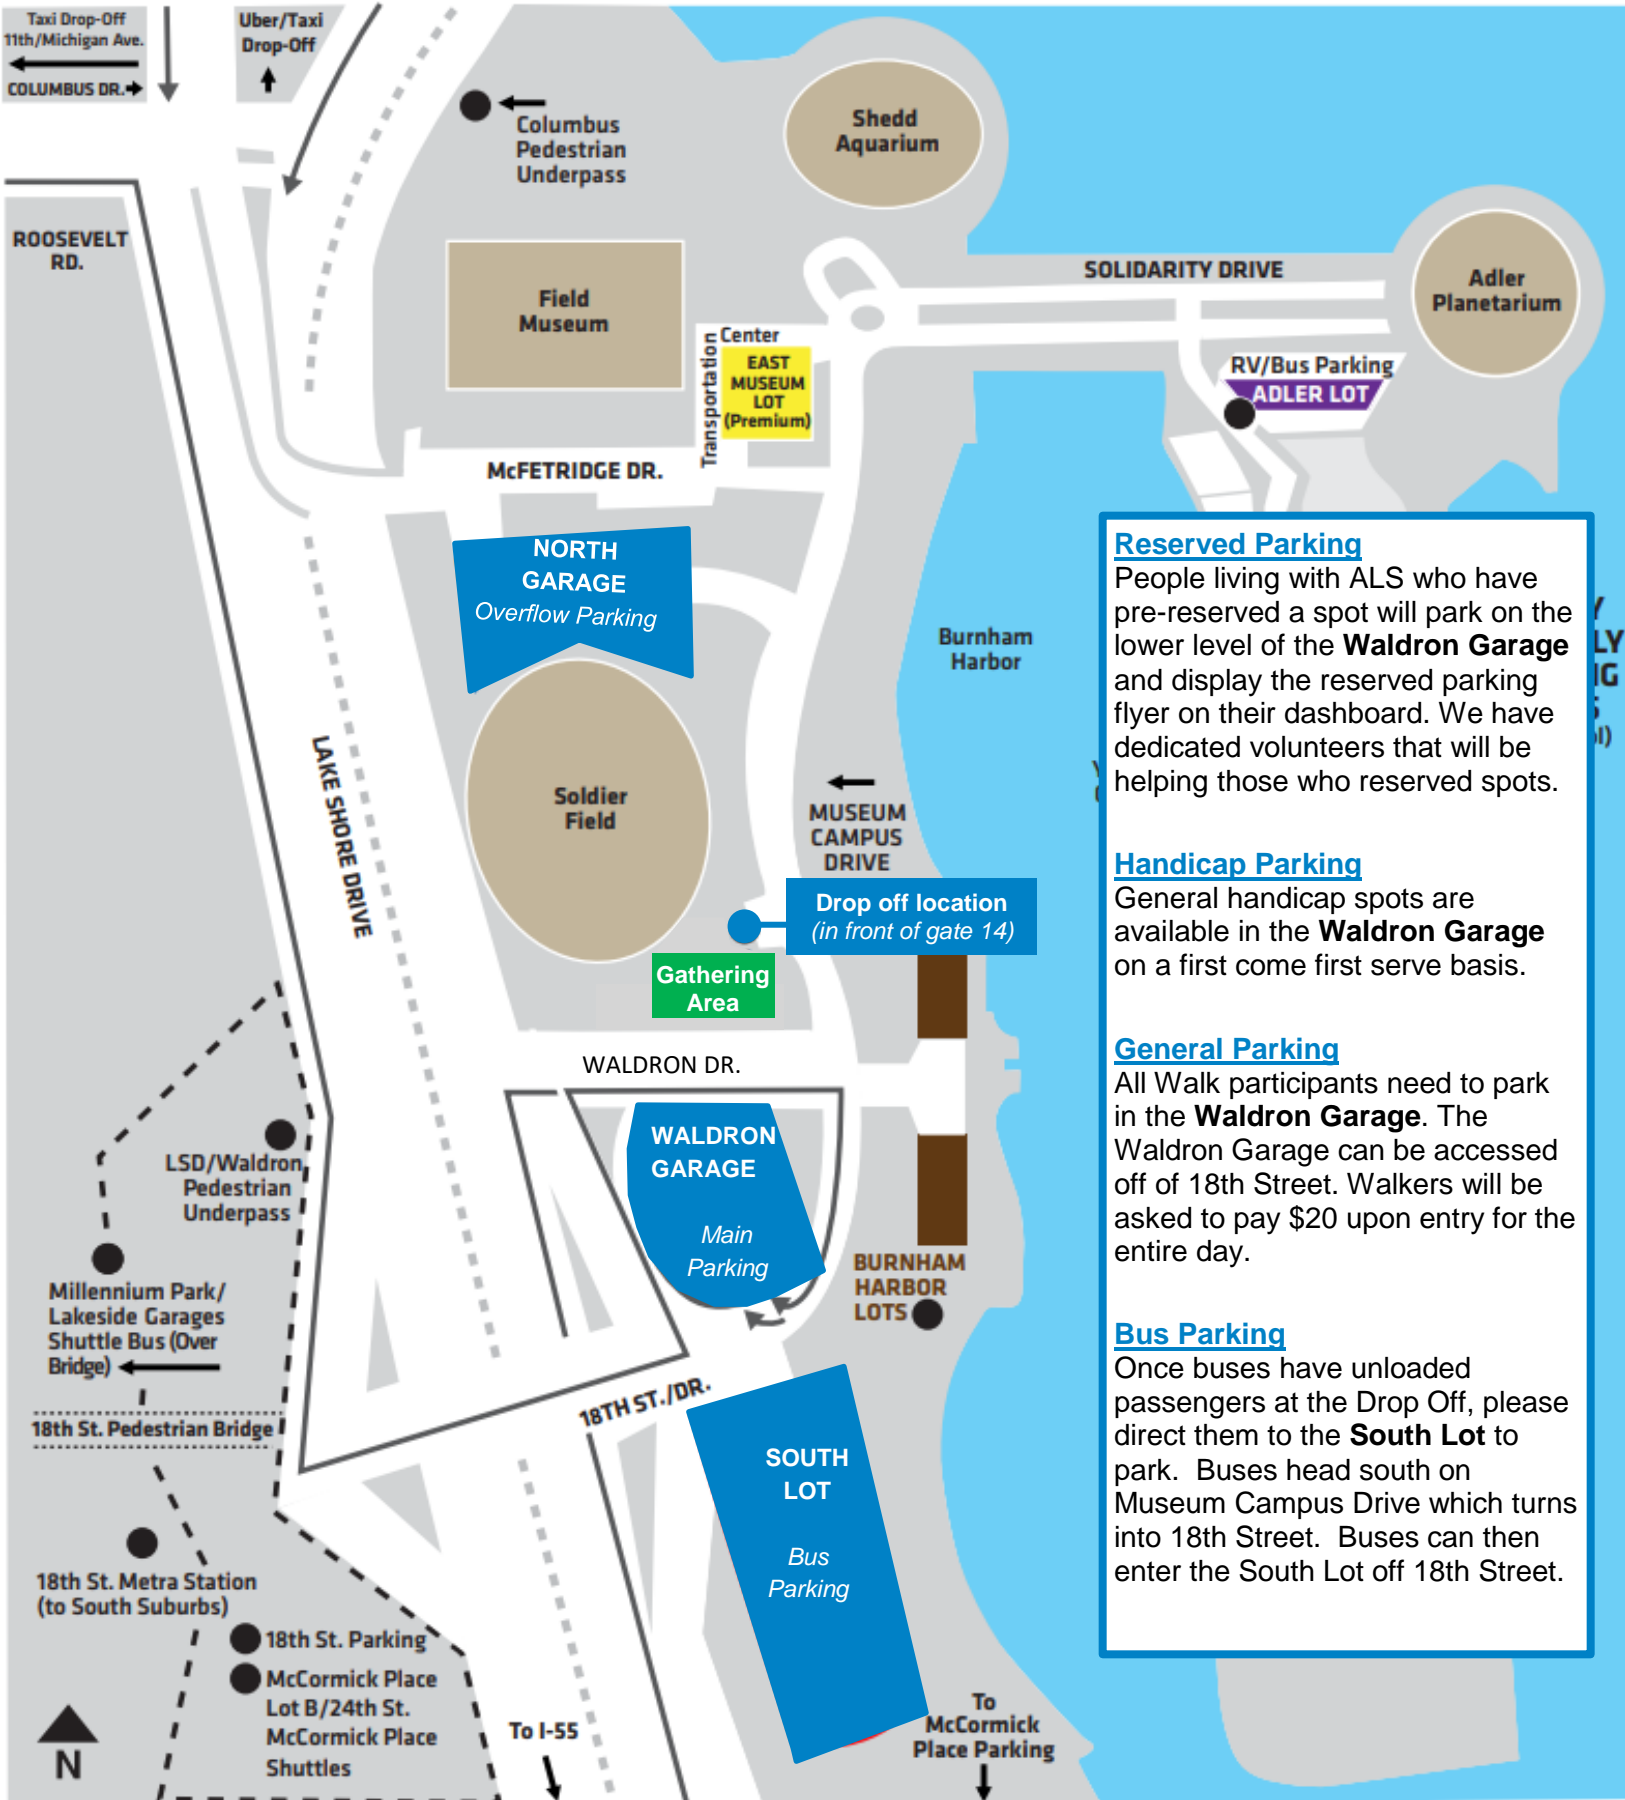 Taxi Drop-Off
11th/Michigan Ave.
COLUMBUS DR.
Uber/Taxi
Drop-Off
Columbus
Pedestrian
Underpass
Shedd
Aquarium
ROOSEVELT
RD.
Field
Museum
SOLIDARITY DRIVE
Adler
Planetarium
Transportation
Center
EAST
MUSEUM
LOT
(Premium)
RV/Bus Parking
ADLER LOT
McFETRIDGE DR.
NORTH
GARAGE
Overflow Parking
Burnham
Harbor
LAKE SHORE DRIVE
Soldier
Field
MUSEUM
CAMPUS
DRIVE
Drop off location
(in front of gate 14)
Gathering
Area
WALDRON DR.
WALDRON
GARAGE
Main
Parking
LSD/Waldron
Pedestrian
Underpass
BURNHAM
HARBOR
LOTS
Millennium Park/
Lakeside Garages
Shuttle Bus (Over
Bridge)
18th St. Pedestrian Bridge
18TH ST./DR.
SOUTH
LOT
Bus
Parking
18th St. Metra Station
(to South Suburbs)
18th St. Parking
McCormick Place
Lot B/24th St.
McCormick Place
Shuttles
N
To I-55
To
McCormick
Place Parking
Reserved Parking
People living with ALS who have
pre-reserved a spot will park on the
lower level of the Waldron Garage
and display the reserved parking
flyer on their dashboard. We have
dedicated volunteers that will be
helping those who reserved spots.
Handicap Parking
General handicap spots are
available in the Waldron Garage
on a first come first serve basis.
General Parking
All Walk participants need to park
in the Waldron Garage. The
Waldron Garage can be accessed
off of 18th Street. Walkers will be
asked to pay $20 upon entry for the
entire day.
Bus Parking
Once buses have unloaded
passengers at the Drop Off, please
direct them to the South Lot to
park. Buses head south on
Museum Campus Drive which turns
into 18th Street. Buses can then
enter the South Lot off 18th Street.